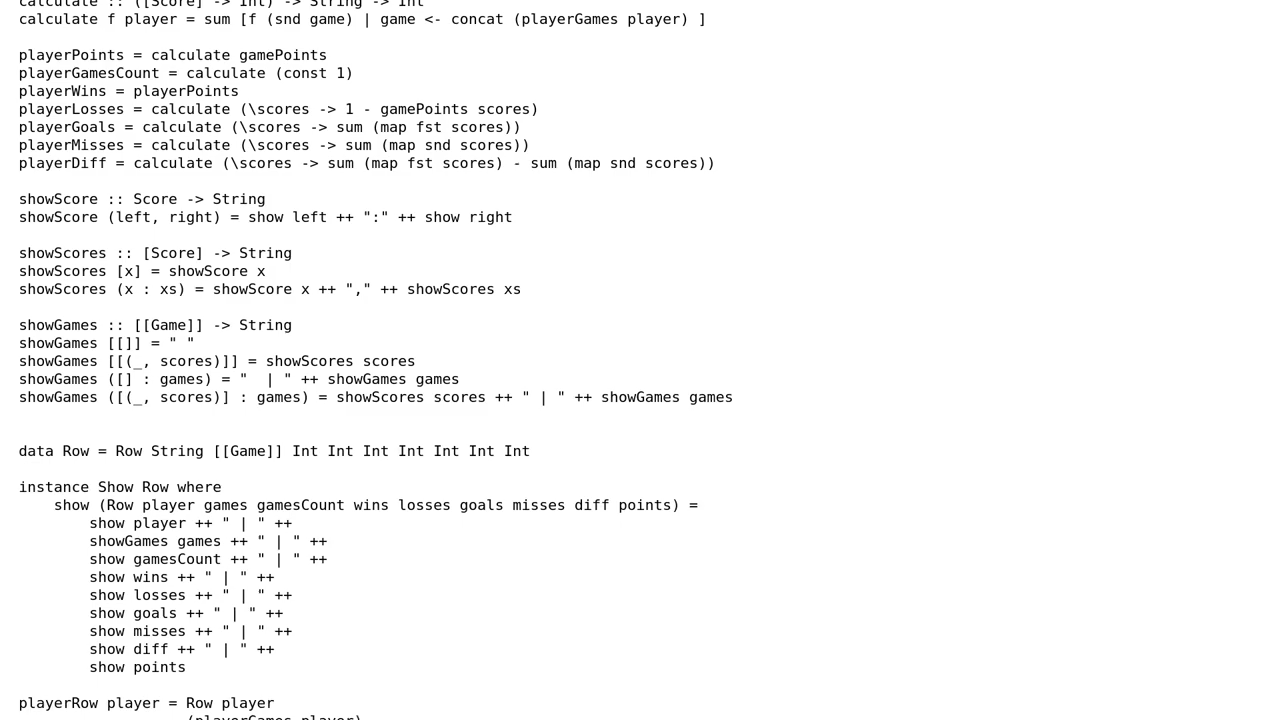 calculate :: ([Score] -> Int) -> String -> Int
calculate f player = sum [f (snd game) | game <- concat (playerGames player) ]

playerPoints = calculate gamePoints
playerGamesCount = calculate (const 1)
playerWins = playerPoints
playerLosses = calculate (\scores -> 1 - gamePoints scores)
playerGoals = calculate (\scores -> sum (map fst scores))
playerMisses = calculate (\scores -> sum (map snd scores))
playerDiff = calculate (\scores -> sum (map fst scores) - sum (map snd scores))

showScore :: Score -> String
showScore (left, right) = show left ++ ":" ++ show right

showScores :: [Score] -> String
showScores [x] = showScore x
showScores (x : xs) = showScore x ++ "," ++ showScores xs

showGames :: [[Game]] -> String
showGames [[]] = " "
showGames [[(_, scores)]] = showScores scores
showGames ([] : games) = "  | " ++ showGames games
showGames ([(_, scores)] : games) = showScores scores ++ " | " ++ showGames games


data Row = Row String [[Game]] Int Int Int Int Int Int Int

instance Show Row where
    show (Row player games gamesCount wins losses goals misses diff points) =
        show player ++ " | " ++
        showGames games ++ " | " ++
        show gamesCount ++ " | " ++
        show wins ++ " | " ++
        show losses ++ " | " ++
        show goals ++ " | " ++
        show misses ++ " | " ++
        show diff ++ " | " ++
        show points

playerRow player = Row player
                   (playerGames player)